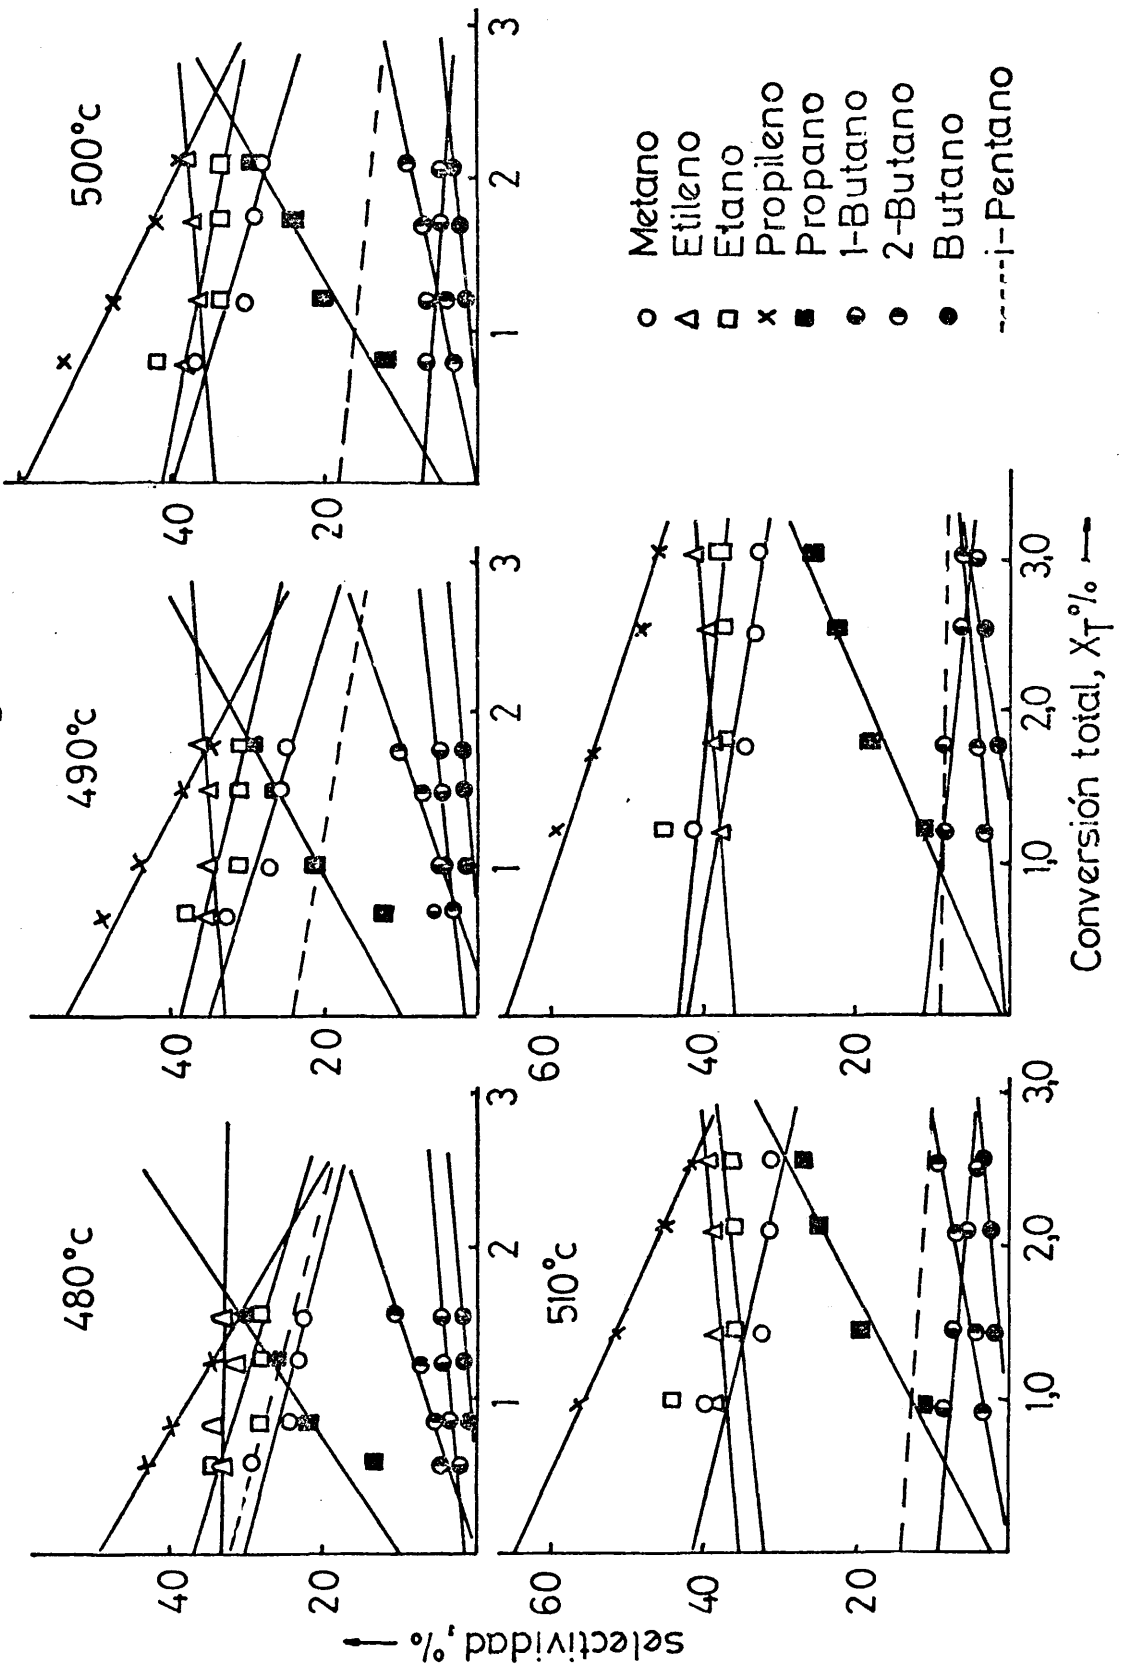 480°c
40
20
1
2
3
490°c
40
20
1
2
3
500°c
40
20
1
2
3
selectividad, % →
510°c
60
40
20
1,0
2,0
3,0
60
40
20
1,0
2,0
3,0
Conversión total, X_T % →
Metano
Etileno
Etano
Propileno
Propano
1-Butano
2-Butano
Butano
i-Pentano